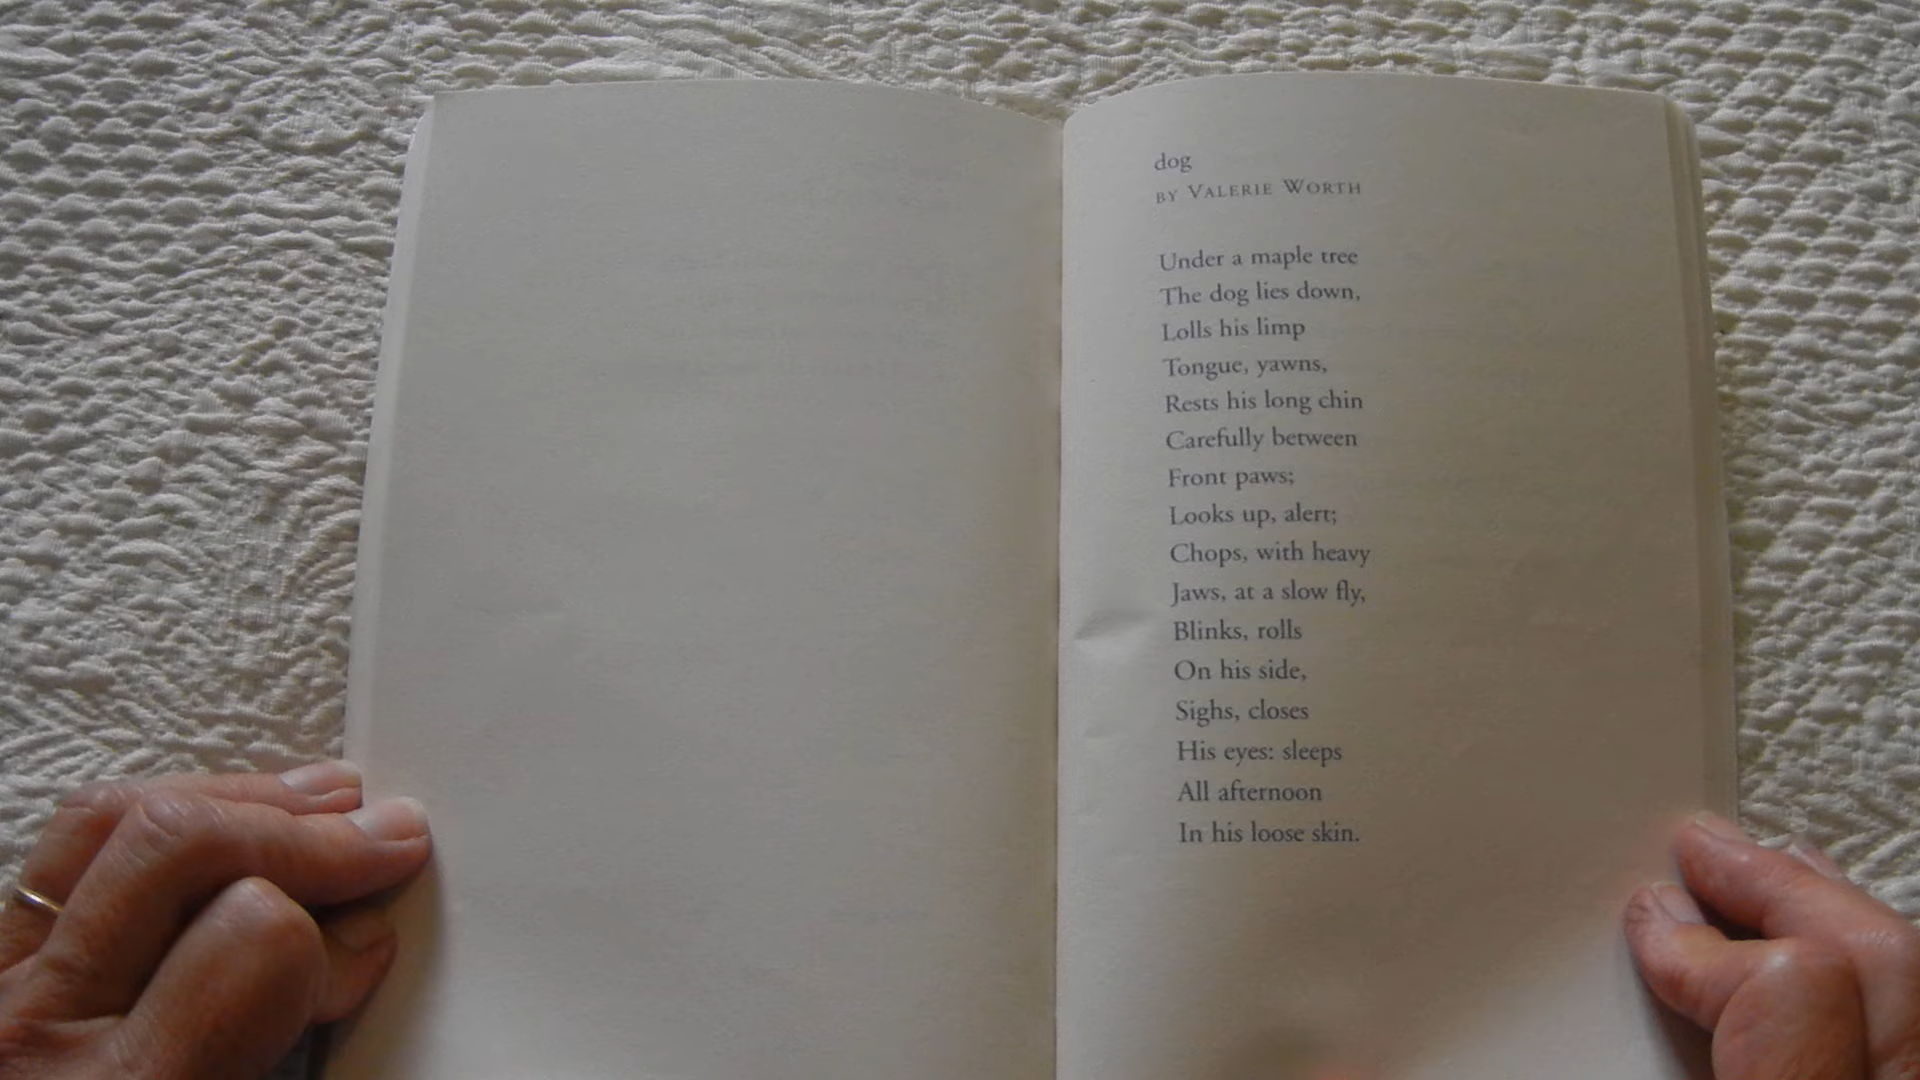 dog
BY VALERIE WORTH
Under a maple tree
The dog lies down,
Lolls his limp
Tongue, yawns,
Rests his long chin
Carefully between
Front paws;
Looks up, alert;
Chops, with heavy
Jaws, at a slow fly,
Blinks, rolls
On his side,
Sighs, closes
His eyes: sleeps
All afternoon
In his loose skin.